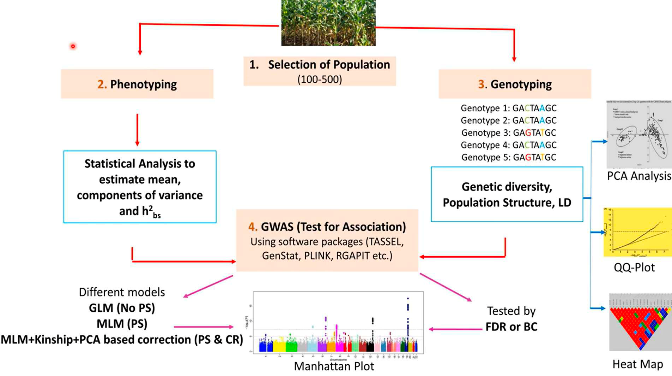 1. Selection of Population
(100-500)
2. Phenotyping
3. Genotyping
Genotype 1: GACTAAGC
Genotype 2: GACTAAGC
Genotype 3: GAGTATGC
Genotype 4: GACTAAGC
Genotype 5: GAGTATGC
PCA Analysis
Statistical Analysis to
estimate mean,
components of variance
and h²bs
Genetic diversity,
Population Structure, LD
4. GWAS (Test for Association)
Using software packages (TASSEL,
GenStat, PLINK, RGAPIT etc.)
QQ-Plot
Different models
GLM (No PS)
MLM (PS)
MLM+Kinship+PCA based correction (PS & CR)
Tested by
FDR or BC
Manhattan Plot
Heat Map